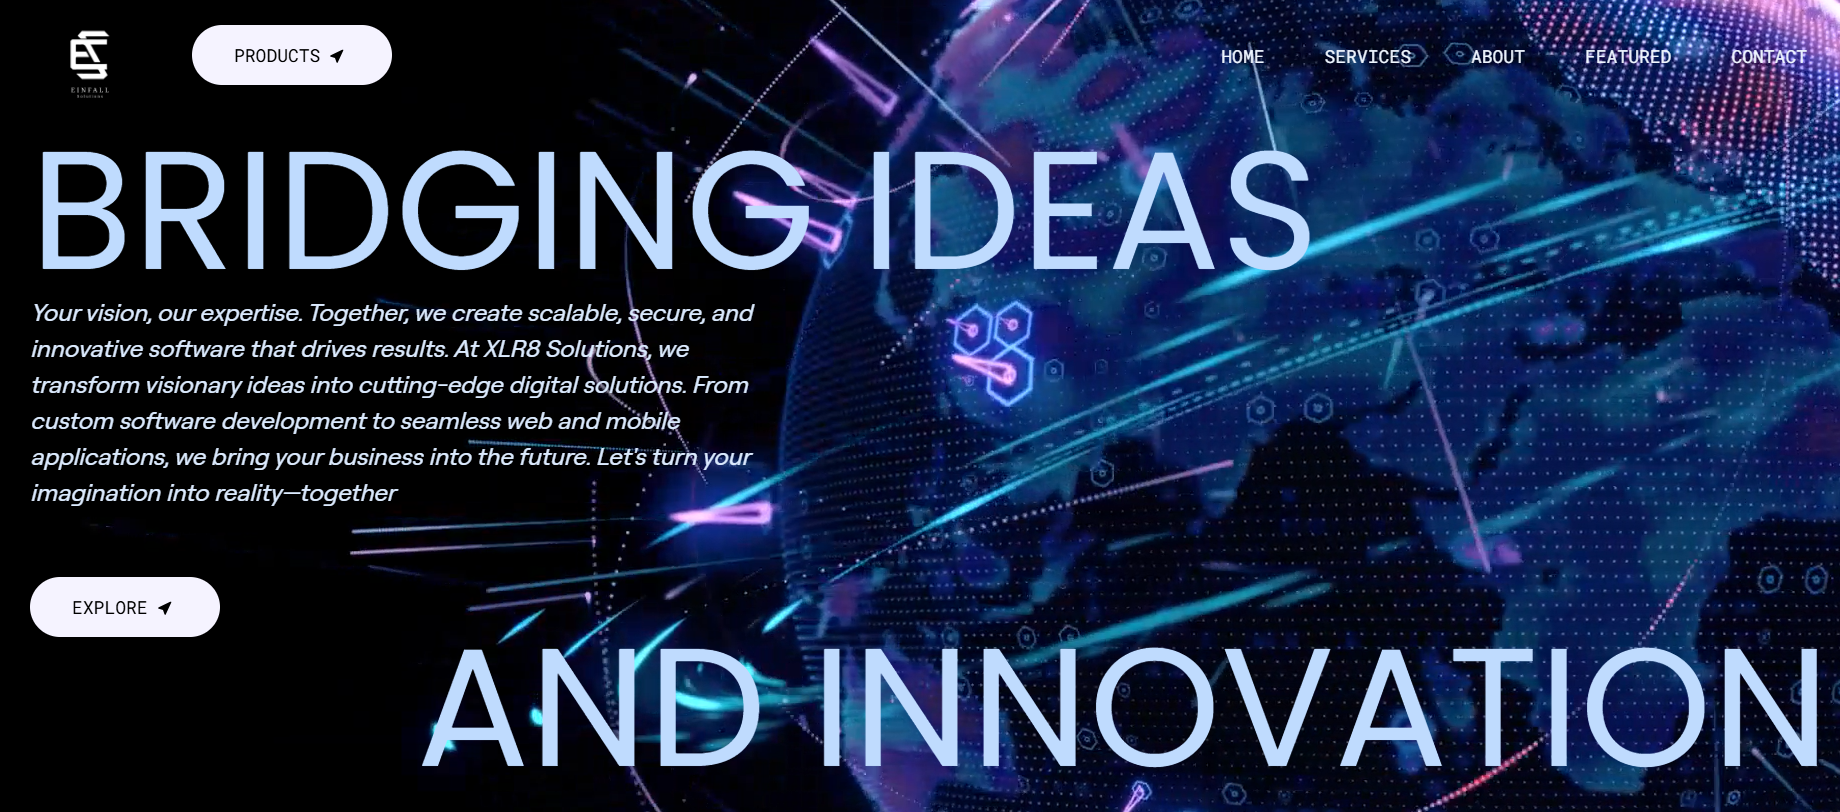 EINFALL
Solutions
PRODUCTS
HOME SERVICES ABOUT FEATURED CONTACT
BRIDGING IDEAS
Your vision, our expertise. Together, we create scalable, secure, and
innovative software that drives results. At XLR8 Solutions, we
transform visionary ideas into cutting-edge digital solutions. From
custom software development to seamless web and mobile
applications, we bring your business into the future. Let's turn your
imagination into reality—together
EXPLORE
AND INNOVATION